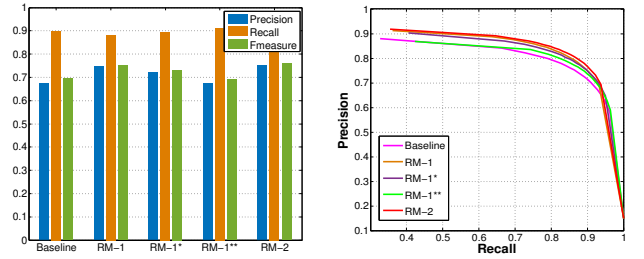 1
0.9
0.8
0.7
0.6
0.5
0.4
0.3
0.2
0.1
0
Baseline RM-1 RM-1* RM-1** RM-2
Precision
Recall
Fmeasure
Precision
1
0.9
0.8
0.7
0.6
0.5
0.4
0.3
0.2
0.1
Baseline
RM-1
RM-1*
RM-1**
RM-2
0.4 0.5 0.6 0.7 0.8 0.9 1
Recall